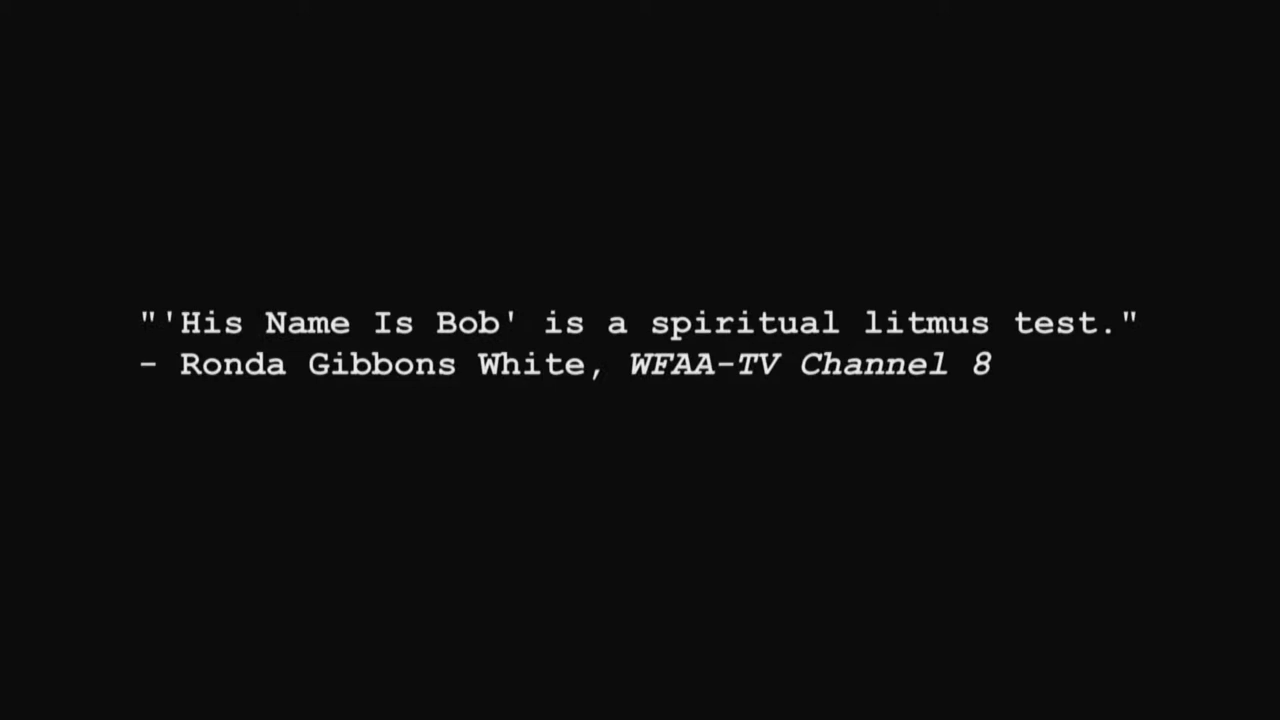 "'His Name Is Bob' is a spiritual litmus test."
- Ronda Gibbons White, WFAA-TV Channel 8